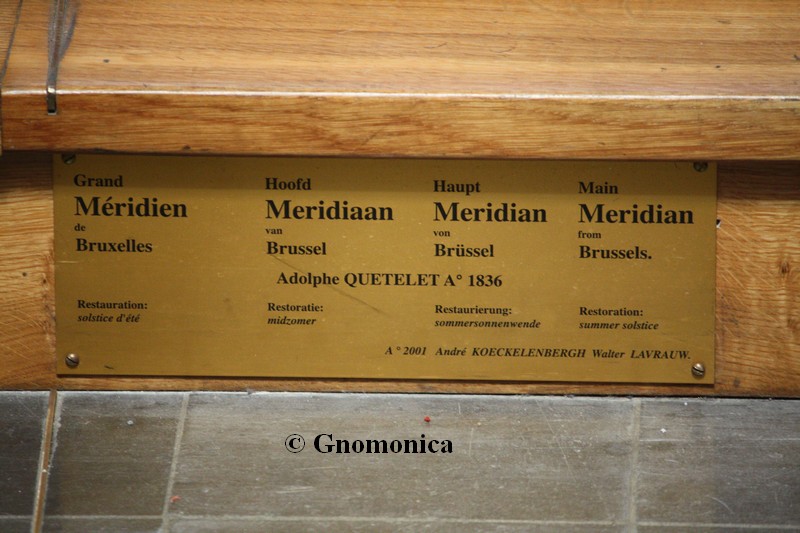 Grand
Méridien
de
Bruxelles
Hoofd
Meridiaan
van
Brussel
Haupt
Meridian
von
Brüssel
Main
Meridian
from
Brussels.
Adolphe QUETELET A° 1836
Restauration:
solstice d'été
Restoratie:
midzomer
Restaurierung:
sommersonnenwende
Restoration:
summer solstice
A ° 2001 André KOECKELENBERGH Walter LAVRAUW.
© Gnomonica